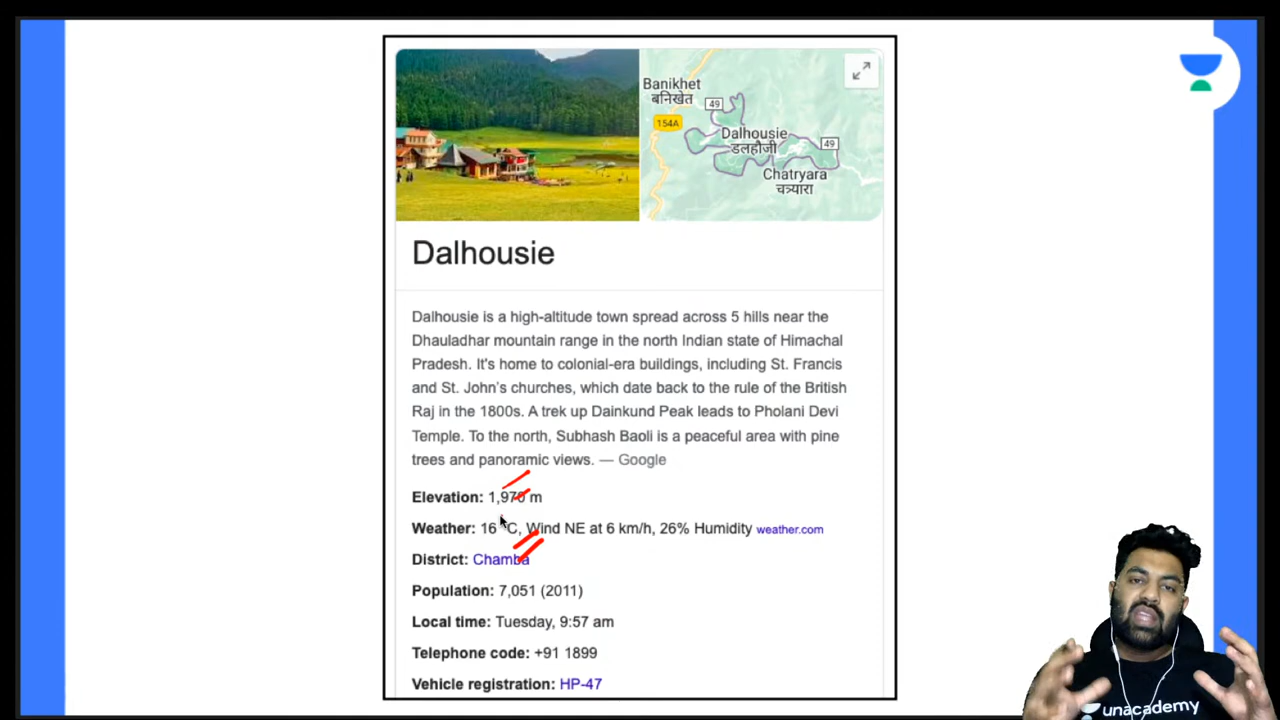 Banikhet
बनिखेत
49
154A
Dalhousie
डलहौज़ी
49
Chatryara
चत्र्यारा
Dalhousie
Dalhousie is a high-altitude town spread across 5 hills near the
Dhauladhar mountain range in the north Indian state of Himachal
Pradesh. It's home to colonial-era buildings, including St. Francis
and St. John's churches, which date back to the rule of the British
Raj in the 1800s. A trek up Dainkund Peak leads to Pholani Devi
Temple. To the north, Subhash Baoli is a peaceful area with pine
trees and panoramic views. — Google
Elevation: 1,970 m
Weather: 16 °C, Wind NE at 6 km/h, 26% Humidity weather.com
District: Chamba
Population: 7,051 (2011)
Local time: Tuesday, 9:57 am
Telephone code: +91 1899
Vehicle registration: HP-47
unacademy